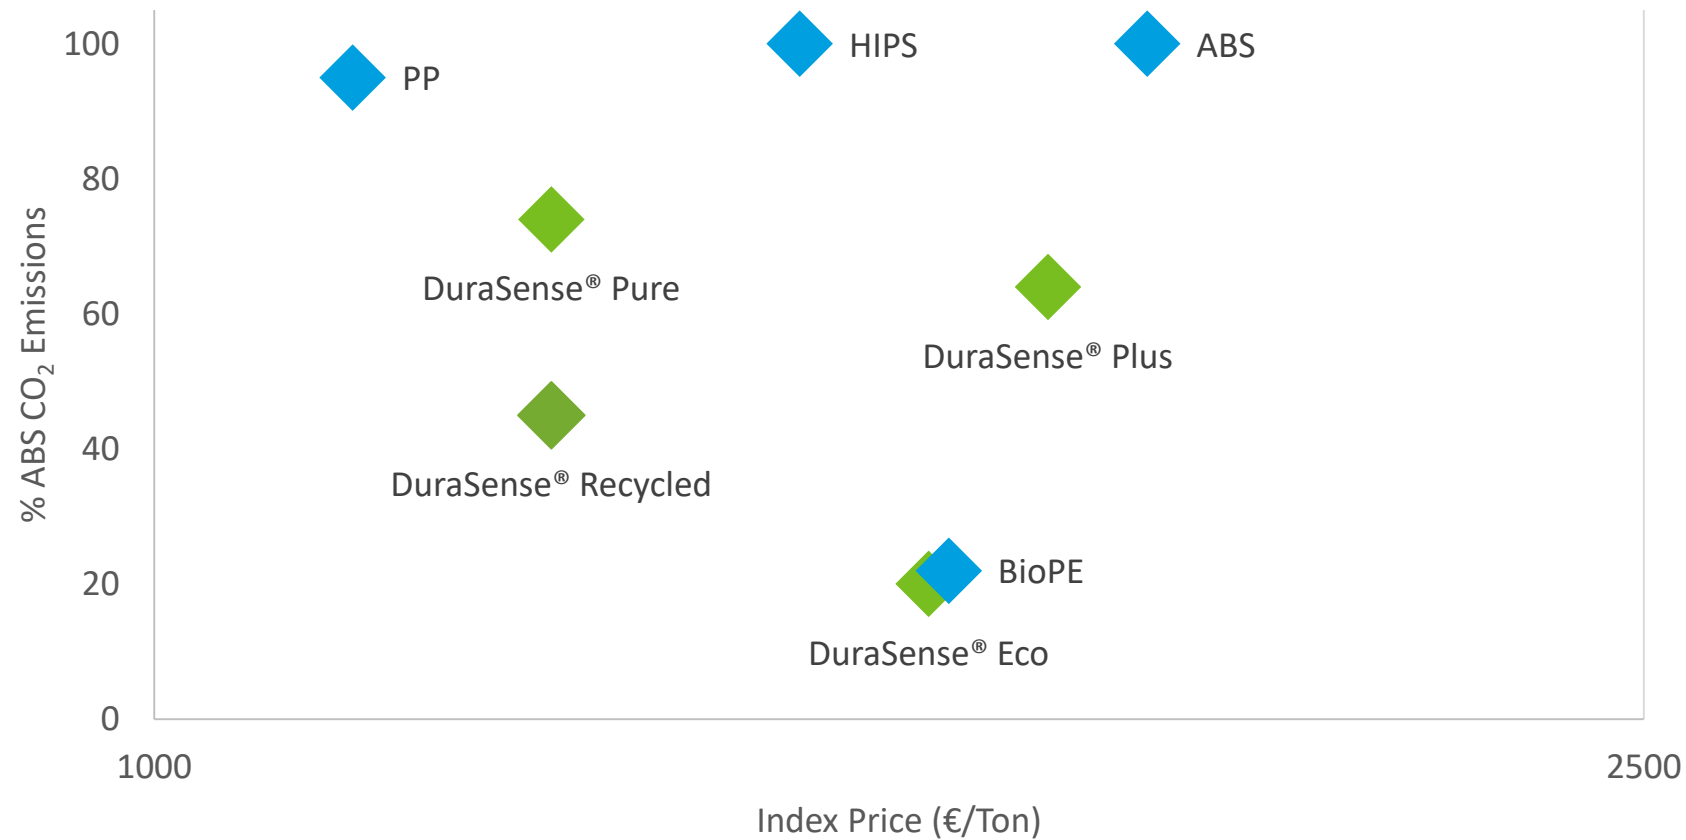 100
HIPS
ABS
PP
80
DuraSense® Pure
60
DuraSense® Plus
% ABS CO₂ Emissions
40
DuraSense® Recycled
20
BioPE
DuraSense® Eco
0
1000
2500
Index Price (€/Ton)